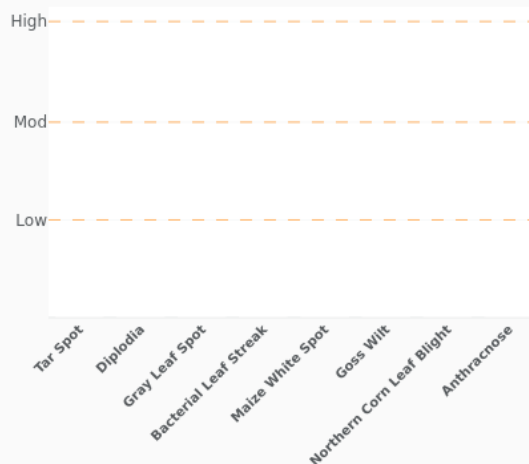 High
Mod
Low
Tar Spot
Diplodia
Gray Leaf Spot
Bacterial Leaf Streak
Maize White Spot
Goss Wilt
Northern Corn Leaf Blight
Anthracnose